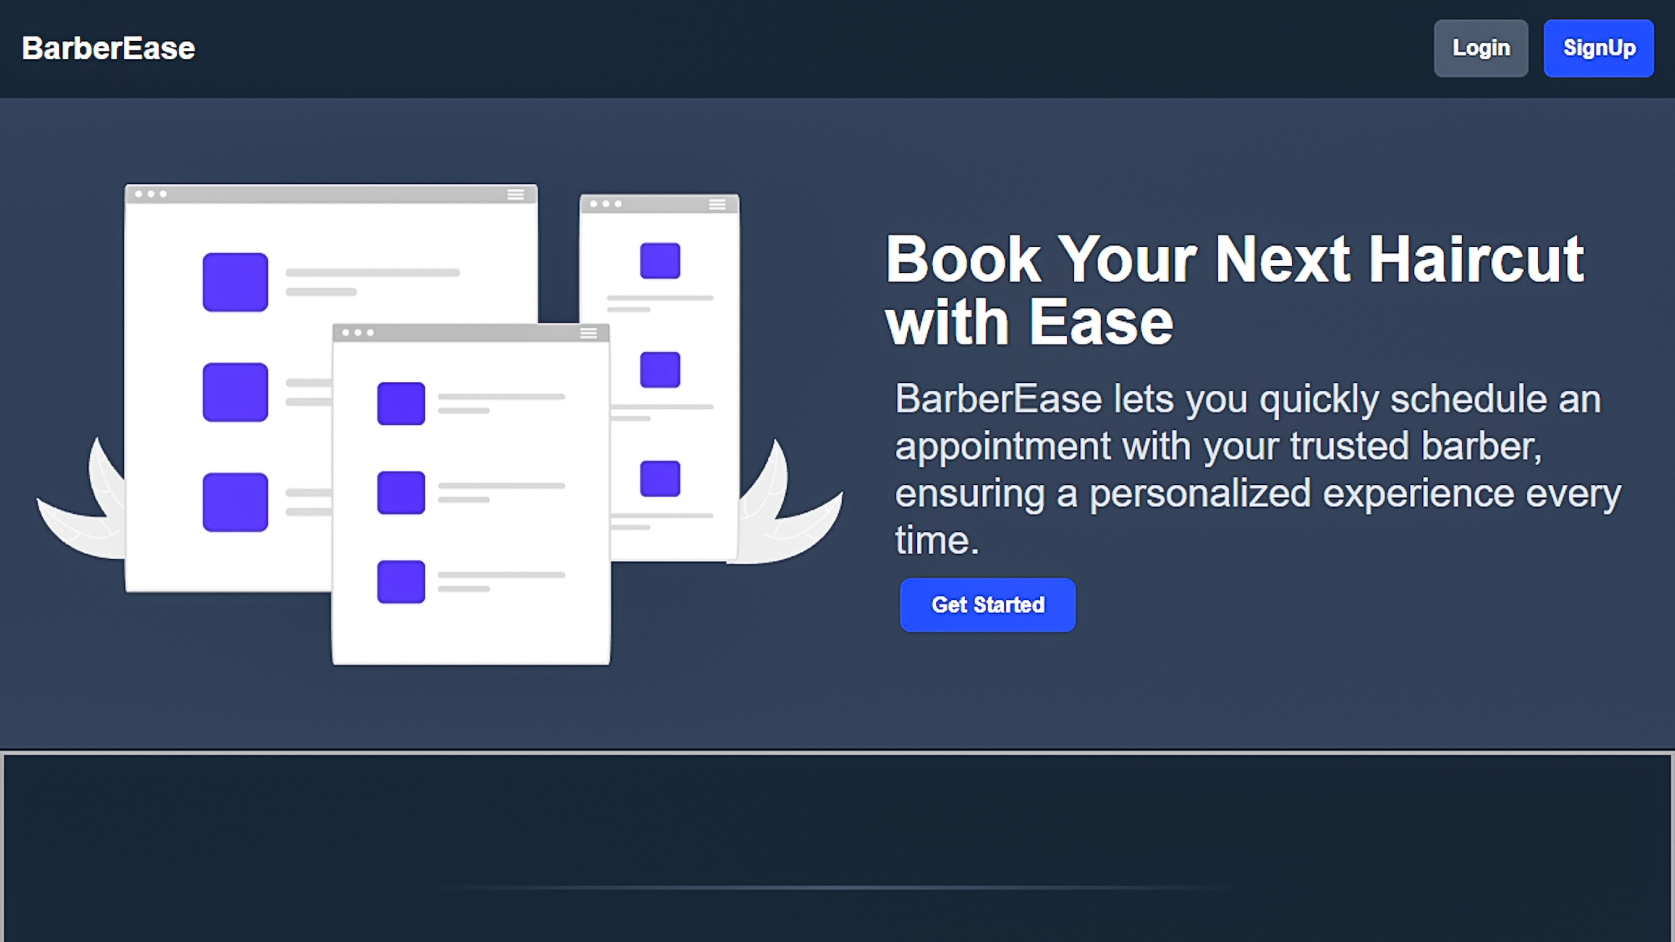 BarberEase
Login
SignUp
Book Your Next Haircut
with Ease
BarberEase lets you quickly schedule an
appointment with your trusted barber,
ensuring a personalized experience every
time.
Get Started